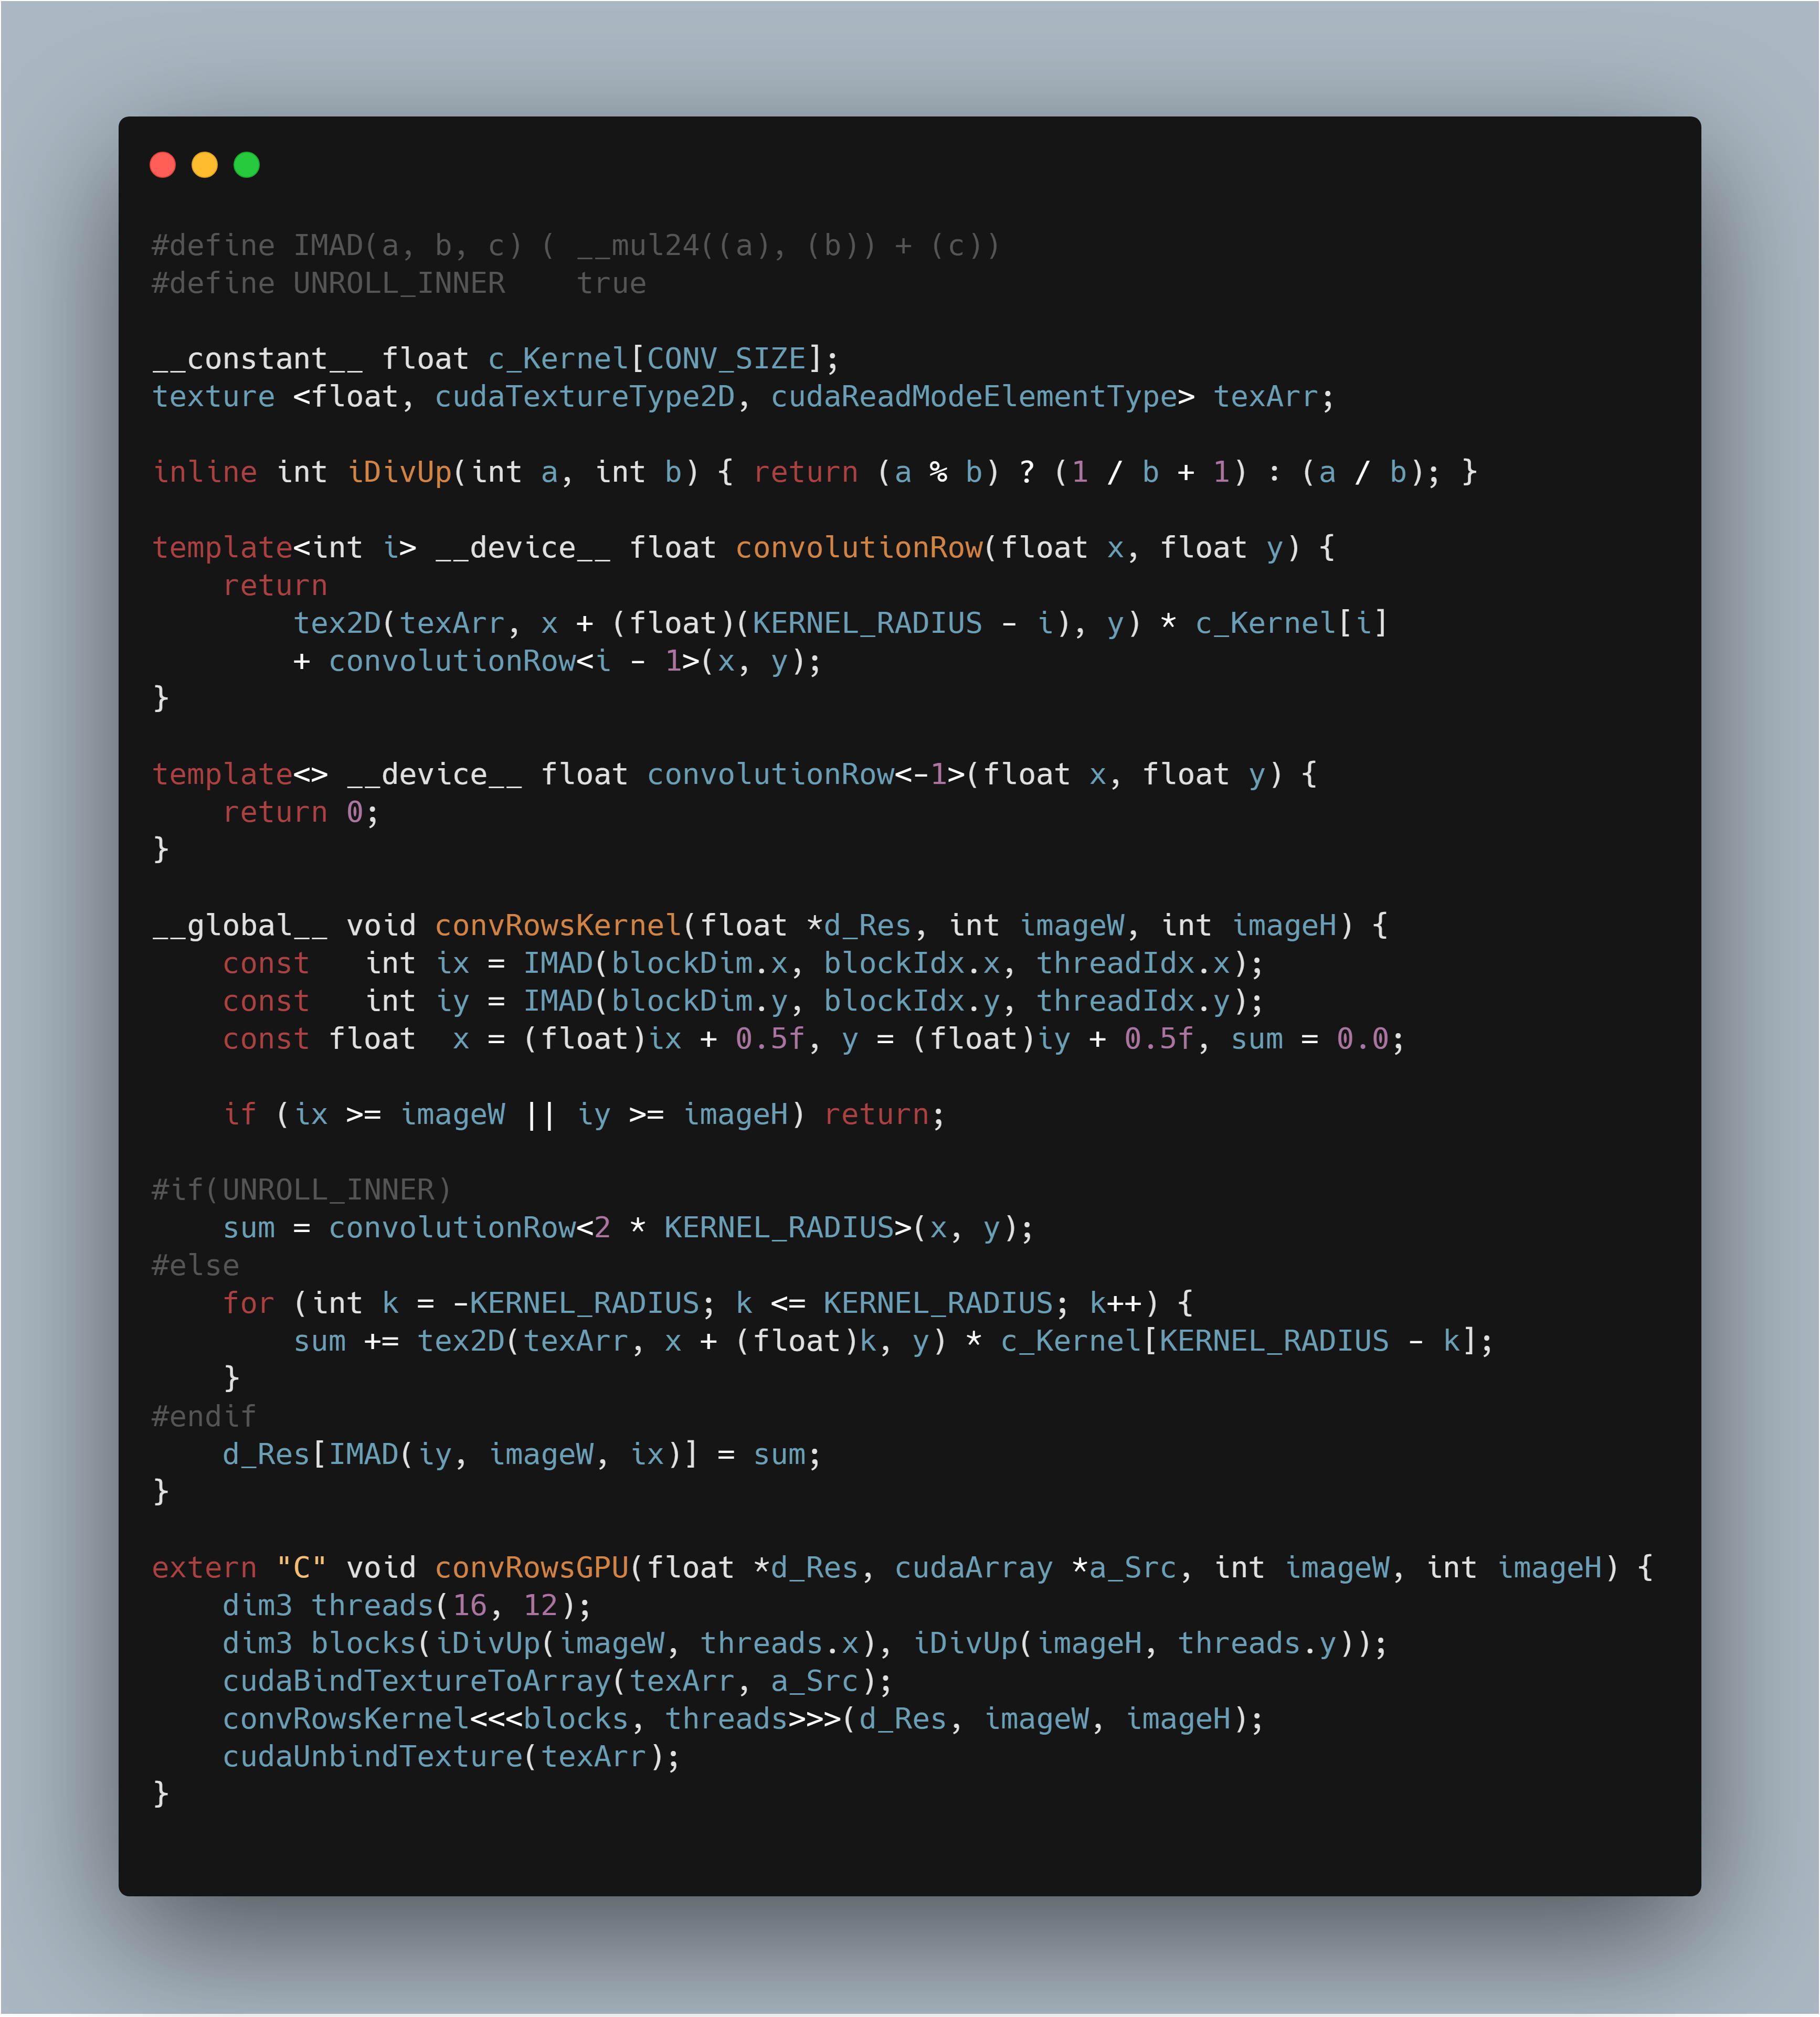 #define IMAD(a, b, c) ( __mul24((a), (b)) + (c))
#define UNROLL_INNER    true

__constant__ float c_Kernel[CONV_SIZE];
texture <float, cudaTextureType2D, cudaReadModeElementType> texArr;

inline int iDivUp(int a, int b) { return (a % b) ? (1 / b + 1) : (a / b); }

template<int i> __device__ float convolutionRow(float x, float y) {
    return
        tex2D(texArr, x + (float)(KERNEL_RADIUS - i), y) * c_Kernel[i]
        + convolutionRow<i - 1>(x, y);
}

template<> __device__ float convolutionRow<-1>(float x, float y) {
    return 0;
}

__global__ void convRowsKernel(float *d_Res, int imageW, int imageH) {
    const   int ix = IMAD(blockDim.x, blockIdx.x, threadIdx.x);
    const   int iy = IMAD(blockDim.y, blockIdx.y, threadIdx.y);
    const float  x = (float)ix + 0.5f, y = (float)iy + 0.5f, sum = 0.0;

    if (ix >= imageW || iy >= imageH) return;

#if(UNROLL_INNER)
    sum = convolutionRow<2 * KERNEL_RADIUS>(x, y);
#else
    for (int k = -KERNEL_RADIUS; k <= KERNEL_RADIUS; k++) {
        sum += tex2D(texArr, x + (float)k, y) * c_Kernel[KERNEL_RADIUS - k];
    }
#endif
    d_Res[IMAD(iy, imageW, ix)] = sum;
}

extern "C" void convRowsGPU(float *d_Res, cudaArray *a_Src, int imageW, int imageH) {
    dim3 threads(16, 12);
    dim3 blocks(iDivUp(imageW, threads.x), iDivUp(imageH, threads.y));
    cudaBindTextureToArray(texArr, a_Src);
    convRowsKernel<<<blocks, threads>>>(d_Res, imageW, imageH);
    cudaUnbindTexture(texArr);
}